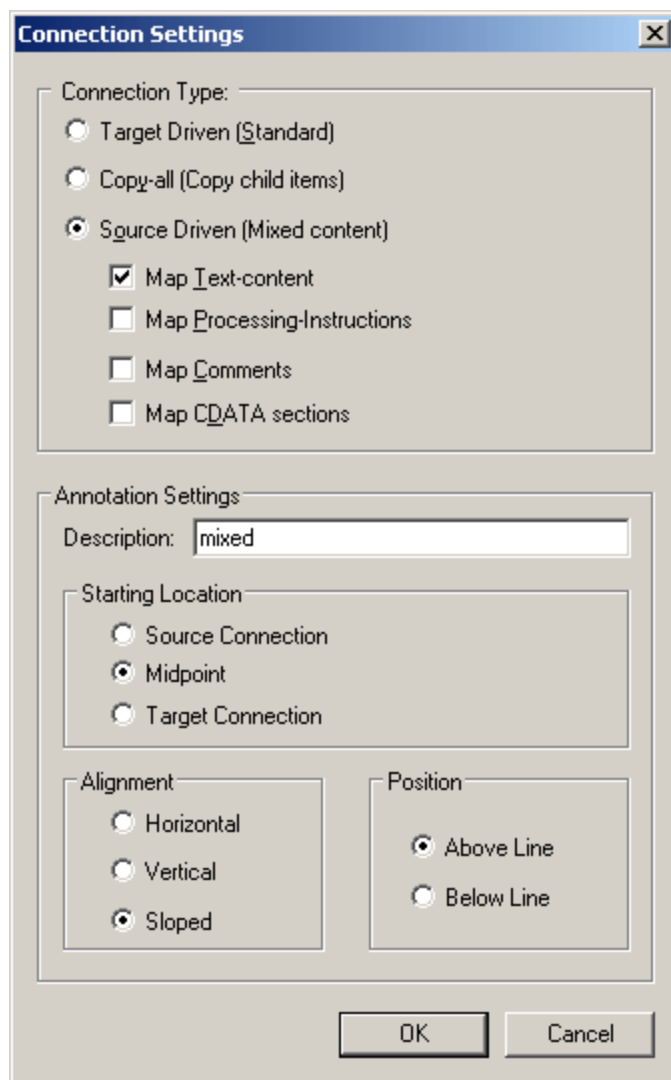 Connection Settings
Connection Type:
Target Driven (Standard)
Copy-all (Copy child items)
Source Driven (Mixed content)
Map Text-content
Map Processing-Instructions
Map Comments
Map CDATA sections
Annotation Settings
Description: mixed
Starting Location
Source Connection
Midpoint
Target Connection
Alignment
Horizontal
Vertical
Sloped
Position
Above Line
Below Line
OK Cancel